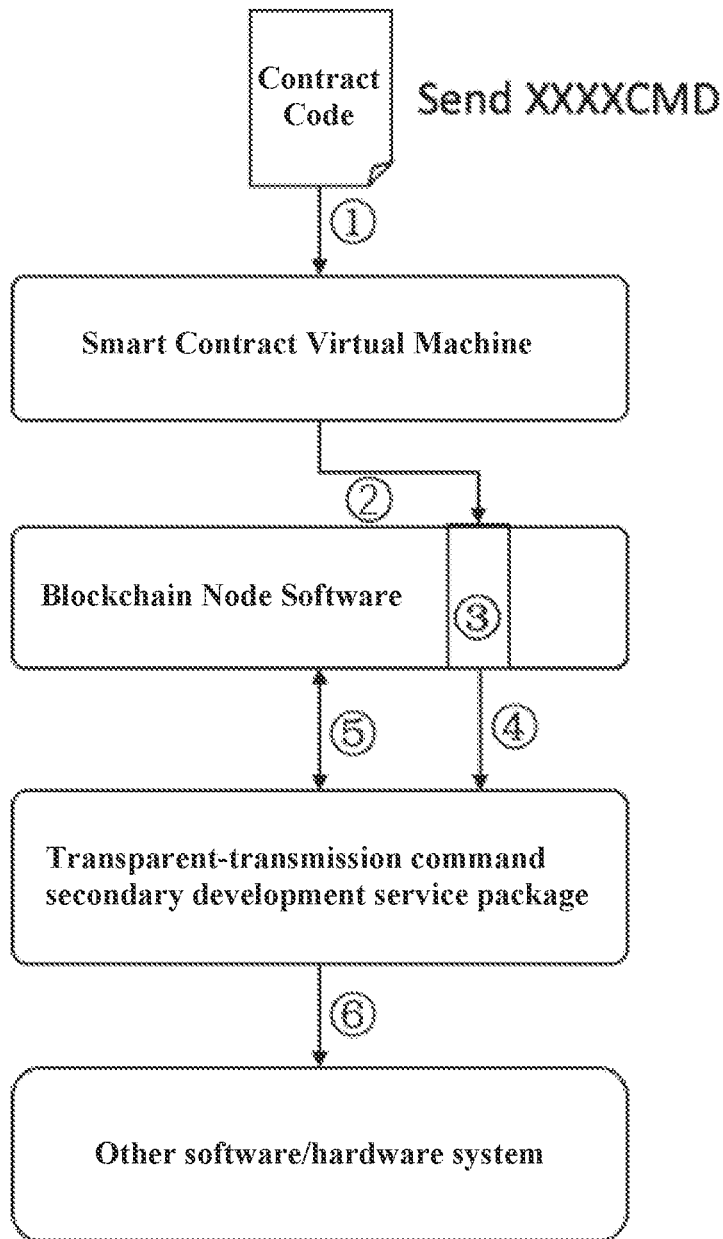 Contract
Code
Send XXXXCMD
①
Smart Contract Virtual Machine
②
Blockchain Node Software
③
⑤
④
Transparent-transmission command
secondary development service package
⑥
Other software/hardware system